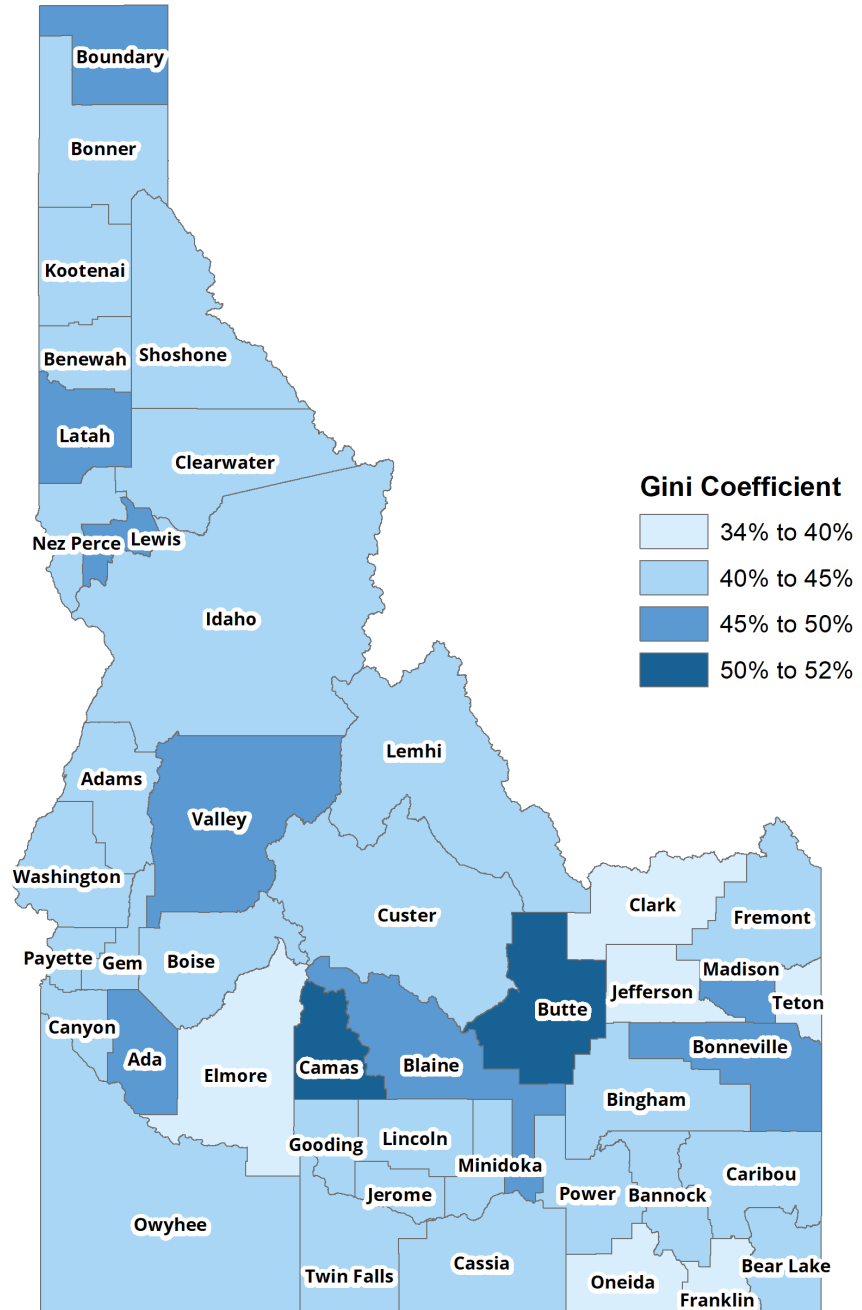 Boundary
Bonner
Kootenai
Benewah
Shoshone
Latah
Clearwater
Nez Perce
Lewis
Idaho
Gini Coefficient
34% to 40%
40% to 45%
45% to 50%
50% to 52%
Lemhi
Adams
Valley
Washington
Custer
Clark
Fremont
Payette
Gem
Boise
Madison
Jefferson
Teton
Butte
Canyon
Ada
Elmore
Camas
Blaine
Bonneville
Bingham
Gooding
Lincoln
Minidoka
Jerome
Power
Bannock
Caribou
Owyhee
Twin Falls
Cassia
Oneida
Bear Lake
Franklin